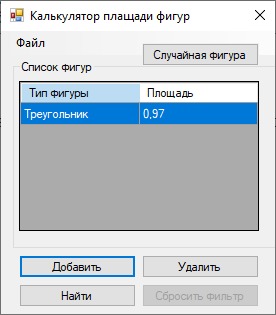 Калькулятор площади фигур
Файл
Случайная фигура
Список фигур
Тип фигуры Площадь
Треугольник 0,97
Добавить Удалить
Найти Сбросить фильтр